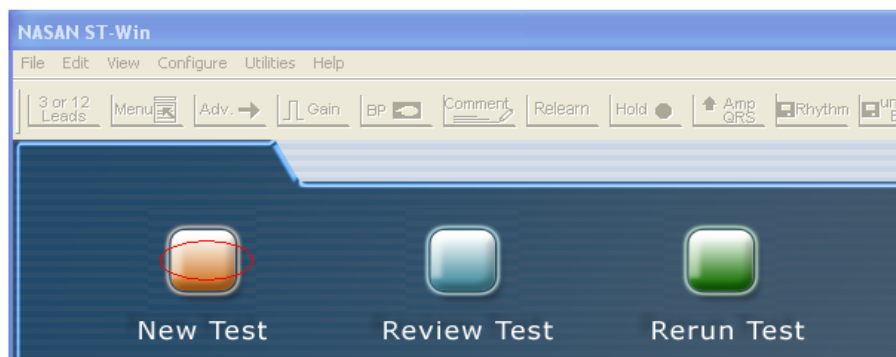 NASAN ST-Win
File Edit View Configure Utilities Help
3 or 12 Leads Menu Adv. Gain BP Comment Relearn Hold Amp QRS Rhythm
New Test Review Test Rerun Test